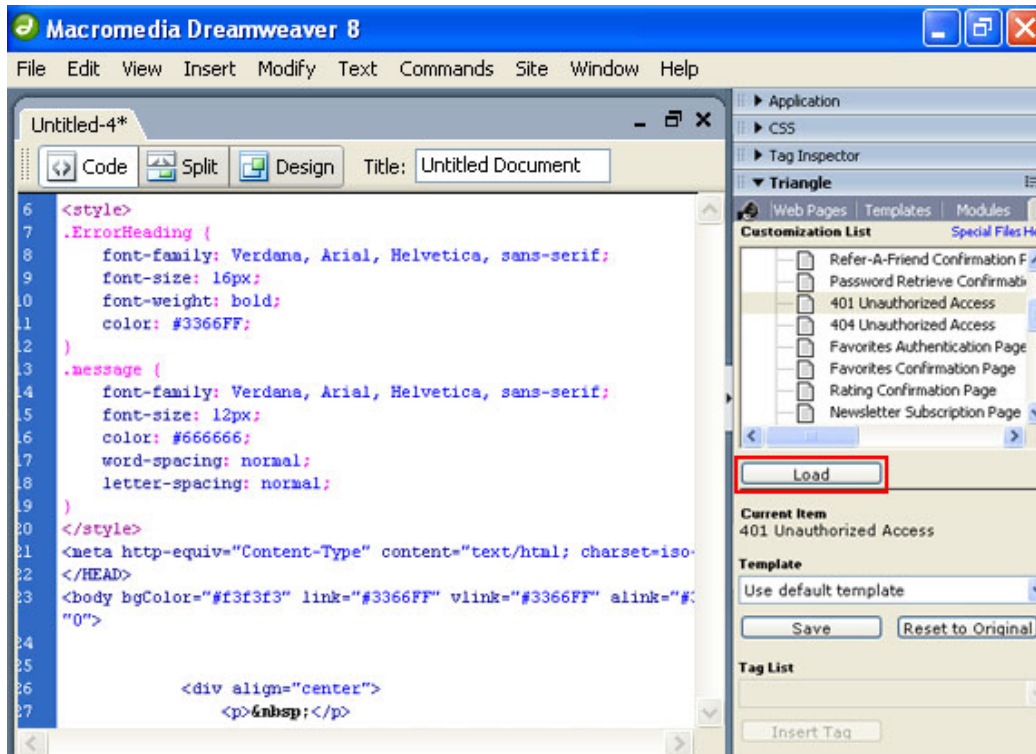 Macromedia Dreamweaver 8
File Edit View Insert Modify Text Commands Site Window Help
Untitled-4*
Code Split Design Title: Untitled Document
6 <style>
7 .ErrorHeading {
8 font-family: Verdana, Arial, Helvetica, sans-serif;
9 font-size: 16px;
10 font-weight: bold;
11 color: #3366FF;
12 }
13 .message {
14 font-family: Verdana, Arial, Helvetica, sans-serif;
15 font-size: 12px;
16 color: #666666;
17 word-spacing: normal;
18 letter-spacing: normal;
19 }
20 </style>
21 <meta http-equiv="Content-Type" content="text/html; charset=iso-
22 </HEAD>
23 <body bgColor="#f3f3f3" link="#3366FF" vlink="#3366FF" alink="#3
"0">
24
25
26 <div align="center">
27 <p>&nbsp;</p>
Application
CSS
Tag Inspector
Triangle
Web Pages Templates Modules
Customization List Special Files He
Refer-A-Friend Confirmation P
Password Retrieve Confirmati
401 Unauthorized Access
404 Unauthorized Access
Favorites Authentication Page
Favorites Confirmation Page
Rating Confirmation Page
Newsletter Subscription Page
Load
Current Item
401 Unauthorized Access
Template
Use default template
Save Reset to Original
Tag List
Insert Tag